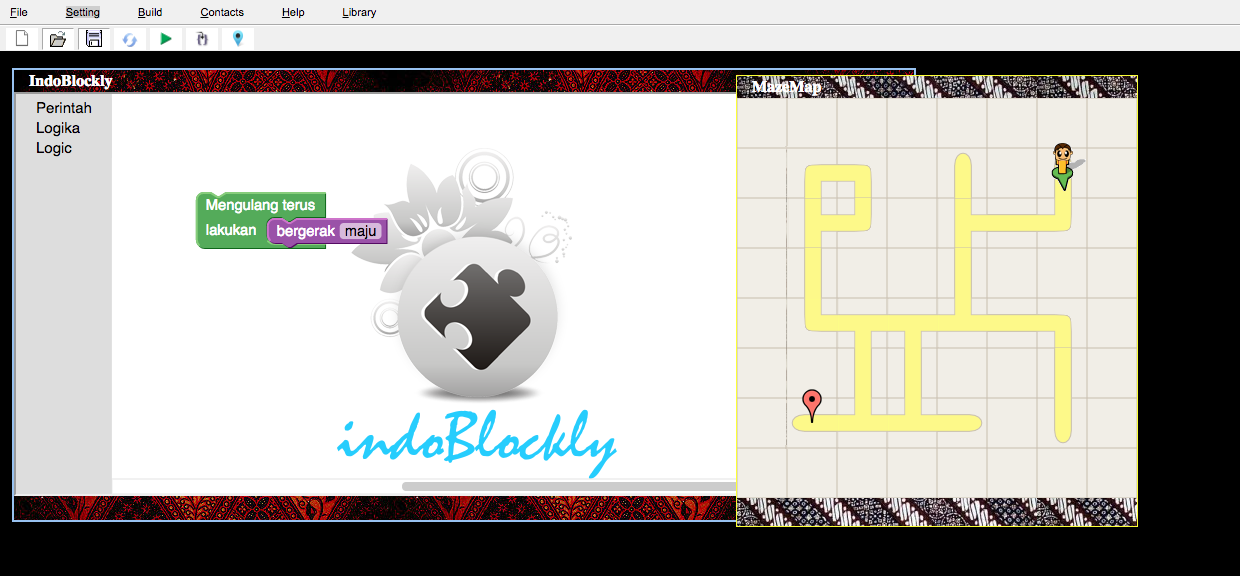 File Setting Build Contacts Help Library
IndoBlockly
Perintah
Logika
Logic
Mengulang terus
lakukan bergerak maju
indoBlockly
MazeMap